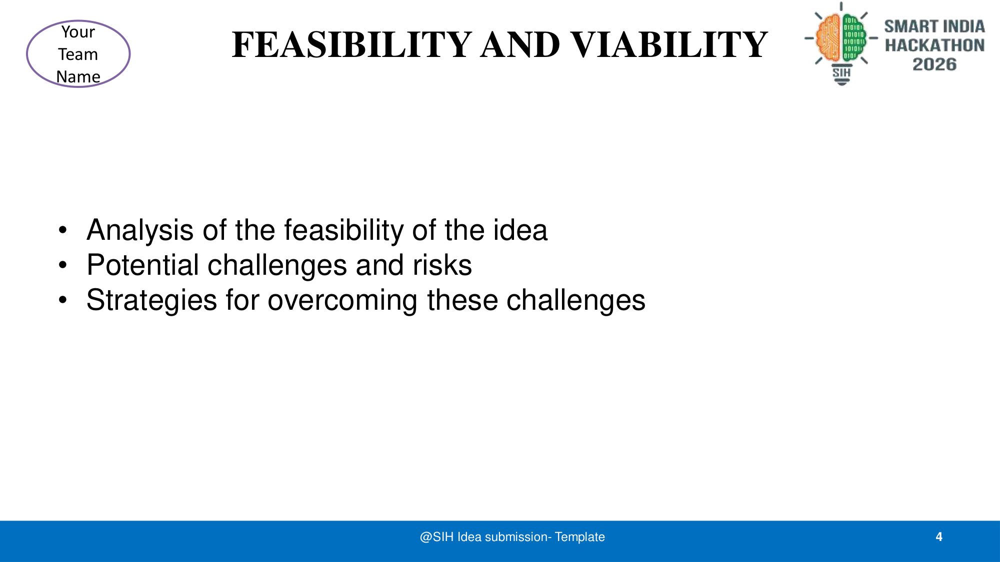 Your
Team
Name
FEASIBILITY AND VIABILITY
SIH
SMART INDIA
HACKATHON
2026
• Analysis of the feasibility of the idea
• Potential challenges and risks
• Strategies for overcoming these challenges
@SIH Idea submission- Template
4